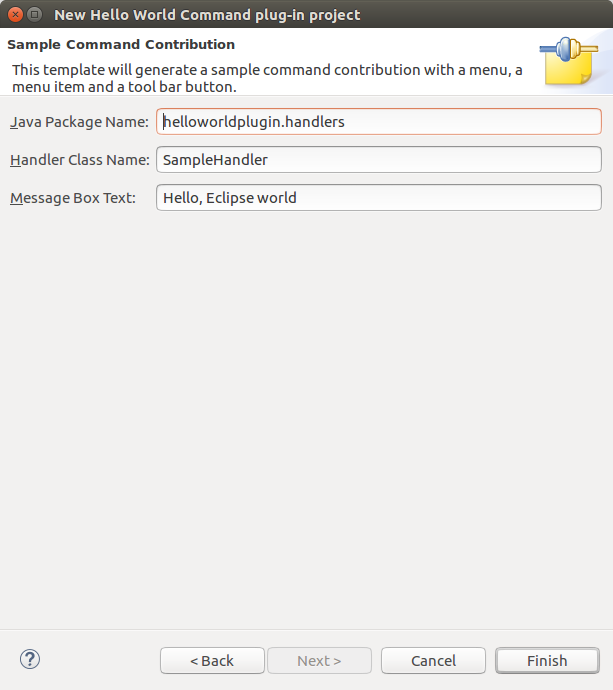 New Hello World Command plug-in project
Sample Command Contribution
This template will generate a sample command contribution with a menu, a
menu item and a tool bar button.
Java Package Name: helloworldplugin.handlers
Handler Class Name: SampleHandler
Message Box Text: Hello, Eclipse world
? < Back Next > Cancel Finish